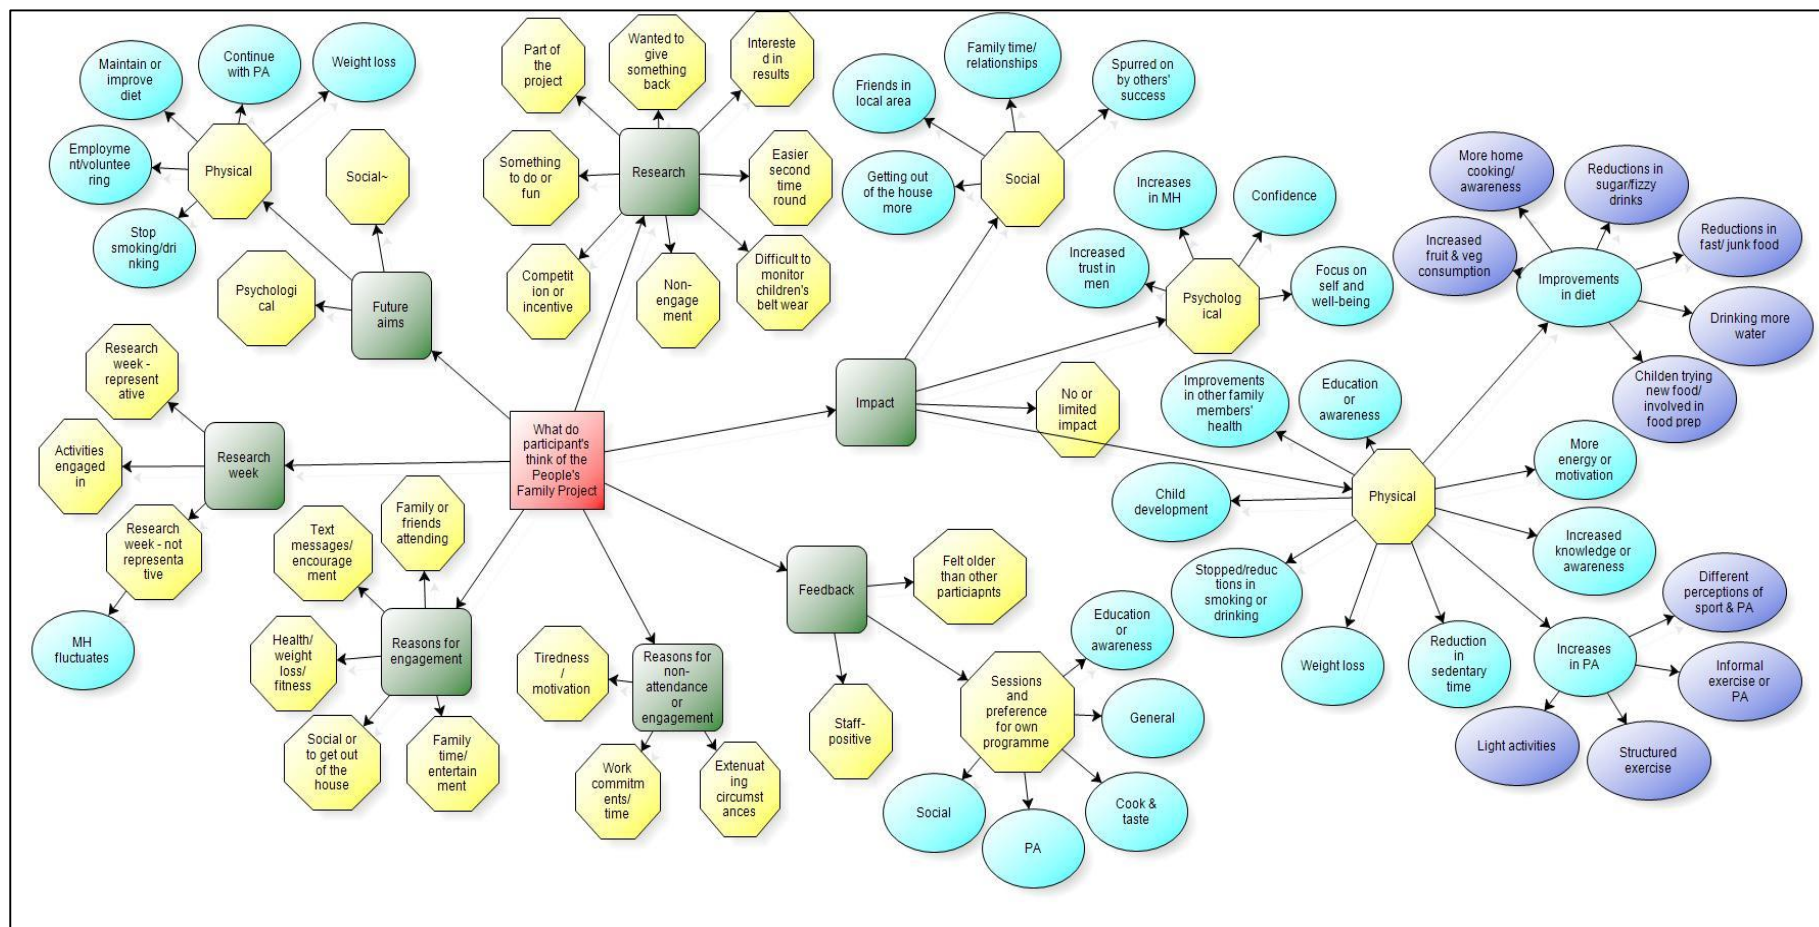 Maintain or
improve diet
Continue
with PA
Weight loss
Employme
nt/voluntee
ring
Physical
Stop
smoking/dri
nking
Social~
Psychologi
cal
Future
aims
Part of
the
project
Wanted to
give
something
back
Intereste
d in
results
Something
to do or
fun
Research
Easier
second
time
round
Competit
ion or
incentive
Non-
engage
ment
Difficult to
monitor
children's
belt wear
Family time/
relationships
Friends in
local area
Spurred on
by others'
success
Getting out
of the house
more
Social
Increases
in MH
Confidence
Increased
trust in
men
Psycholog
ical
Focus on
self and
well-being
More home
cooking/
awareness
Reductions in
sugar/fizzy
drinks
Increased
fruit & veg
consumption
Reductions in
fast/ junk food
Improvements
in diet
Drinking more
water
Childen trying
new food/
involved in
food prep
Research
week -
represent
ative
Activities
engaged
in
Research
week
Research
week - not
representa
tive
MH
fluctuates
What do
participant's
think of the
People's
Family Project
Impact
No or
limited
impact
Improvements
in other family
members'
health
Education
or
awareness
Child
development
Physical
More
energy or
motivation
Increased
knowledge or
awareness
Stopped/reduc
tions in
smoking or
drinking
Weight loss
Reduction
in
sedentary
time
Increases
in PA
Different
perceptions of
sport & PA
Informal
exercise or
PA
Light activities
Structured
exercise
Text
messages/
encourage
ment
Family or
friends
attending
Health/
weight
loss/
fitness
Reasons for
engagement
Social or
to get out
of the
house
Family
time/
entertain
ment
Tiredness
/
motivation
Reasons for
non-
attendance
or
engagement
Work
commitm
ents/
time
Extenuat
ing
circumst
ances
Feedback
Felt older
than other
particiapnts
Staff-
positive
Sessions
and
preference
for own
programme
Education
or
awareness
General
Cook &
taste
PA
Social